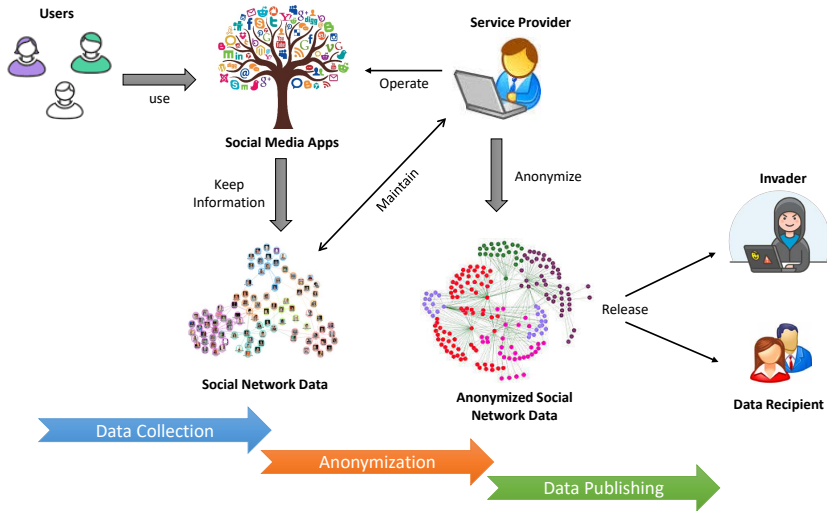 Users
Service Provider
use
Operate
Social Media Apps
Keep
Information
Maintain
Anonymize
Invader
Release
Social Network Data
Anonymized Social
Network Data
Data Recipient
Data Collection
Anonymization
Data Publishing